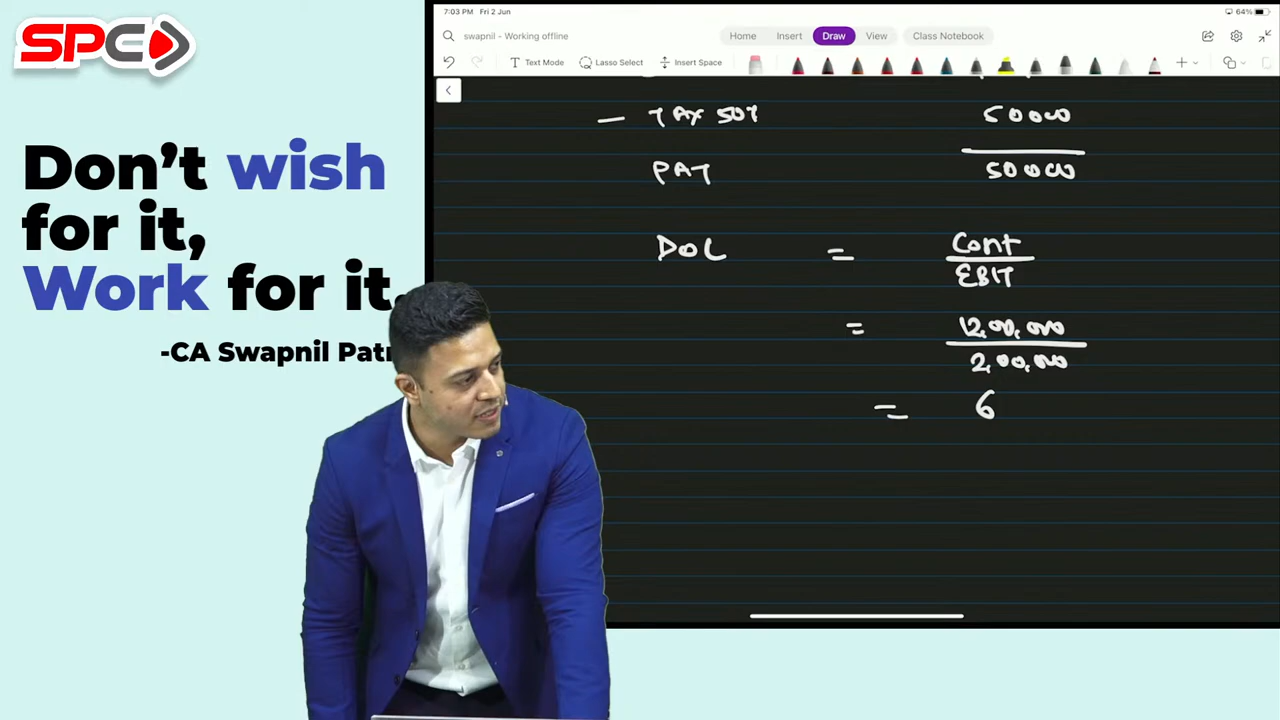 SPC
Don't wish
for it,
Work for it.
-CA Swapnil Pat
7:03 PM Fri 2 Jun
64%
swapnil - Working offline
Home Insert Draw View Class Notebook
Text Mode Lasso Select Insert Space
— TAX 50% 50000
PAT 50000
DOL = Cont
EBIT
= 12,00,000
2,00,000
= 6